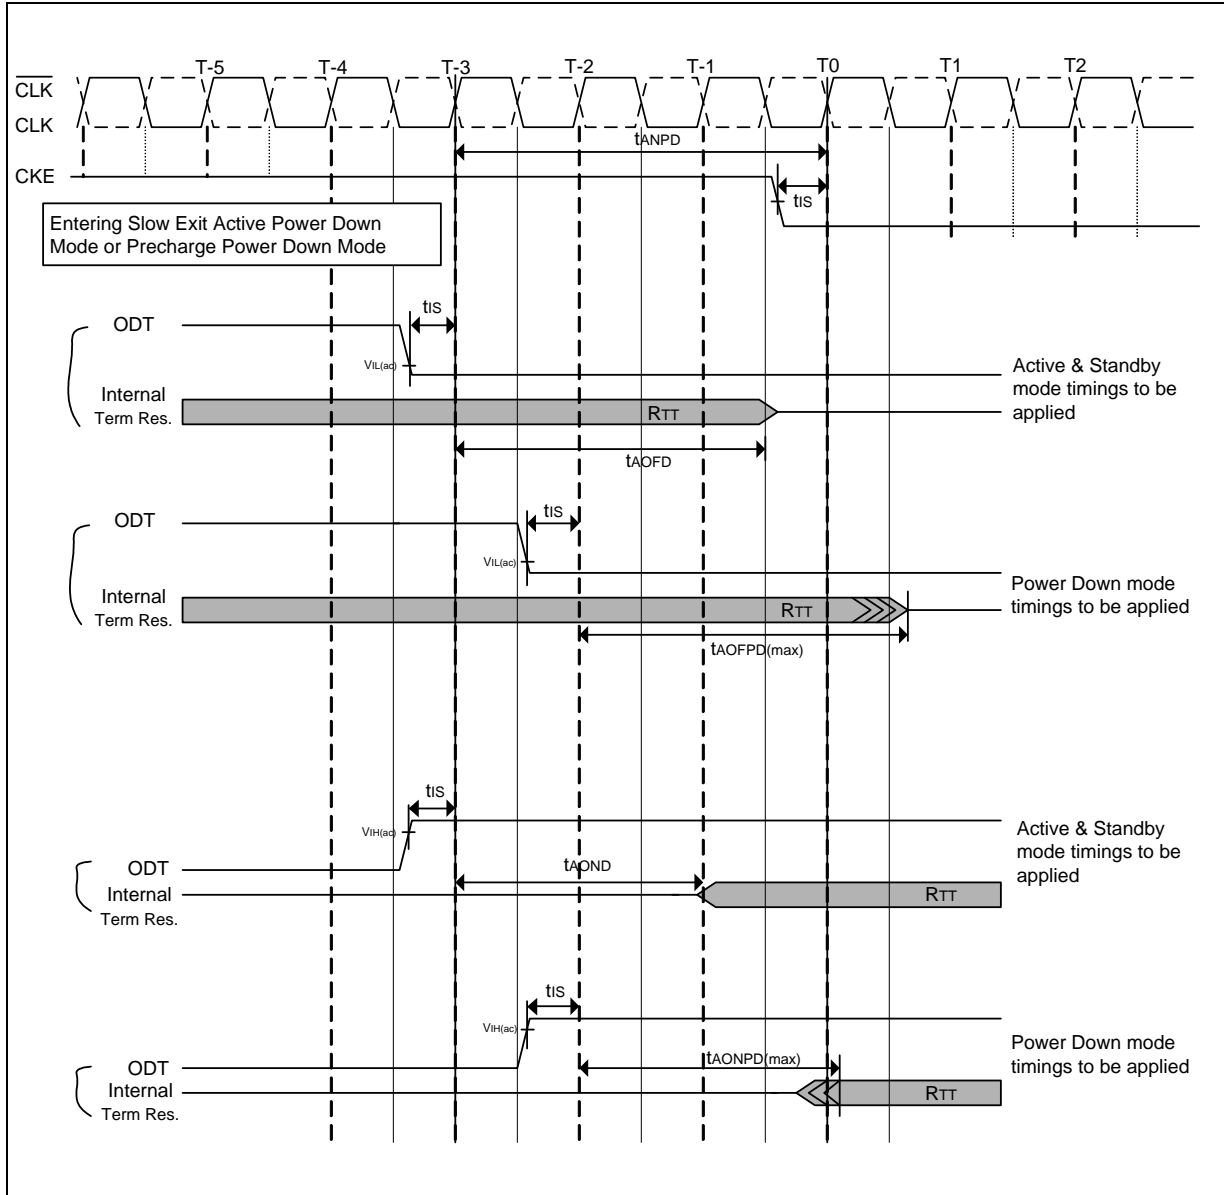 T-5 T-4 T-3 T-2 T-1 T0 T1 T2
CLK
CLK
tANPD
CKE
tIS
Entering Slow Exit Active Power Down
Mode or Precharge Power Down Mode
tIS
ODT
VIL(ac)
Active & Standby
mode timings to be
applied
Internal
Term Res.
RTT
tAOFD
ODT
tIS
VIL(ac)
Power Down mode
timings to be applied
Internal
Term Res.
RTT
tAOFPD(max)
tIS
VIH(ac)
Active & Standby
mode timings to be
applied
ODT
tAOND
Internal
Term Res.
RTT
tIS
VIH(ac)
Power Down mode
timings to be applied
tAONPD(max)
ODT
Internal
Term Res.
RTT